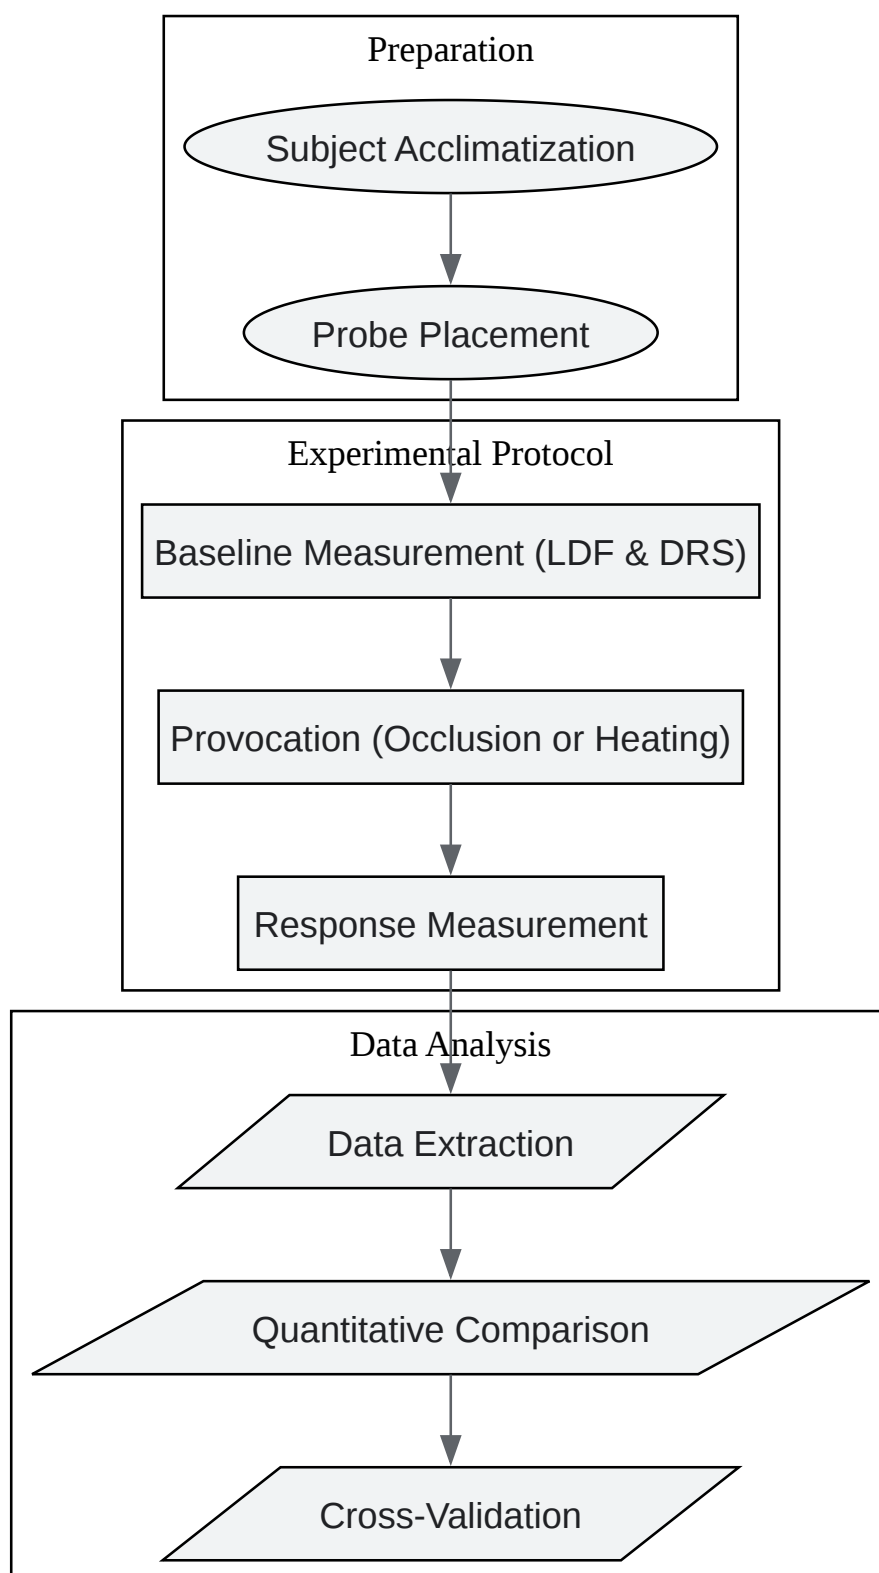 Preparation
Subject Acclimatization
Probe Placement
Experimental Protocol
Baseline Measurement (LDF & DRS)
Provocation (Occlusion or Heating)
Response Measurement
Data Analysis
Data Extraction
Quantitative Comparison
Cross-Validation